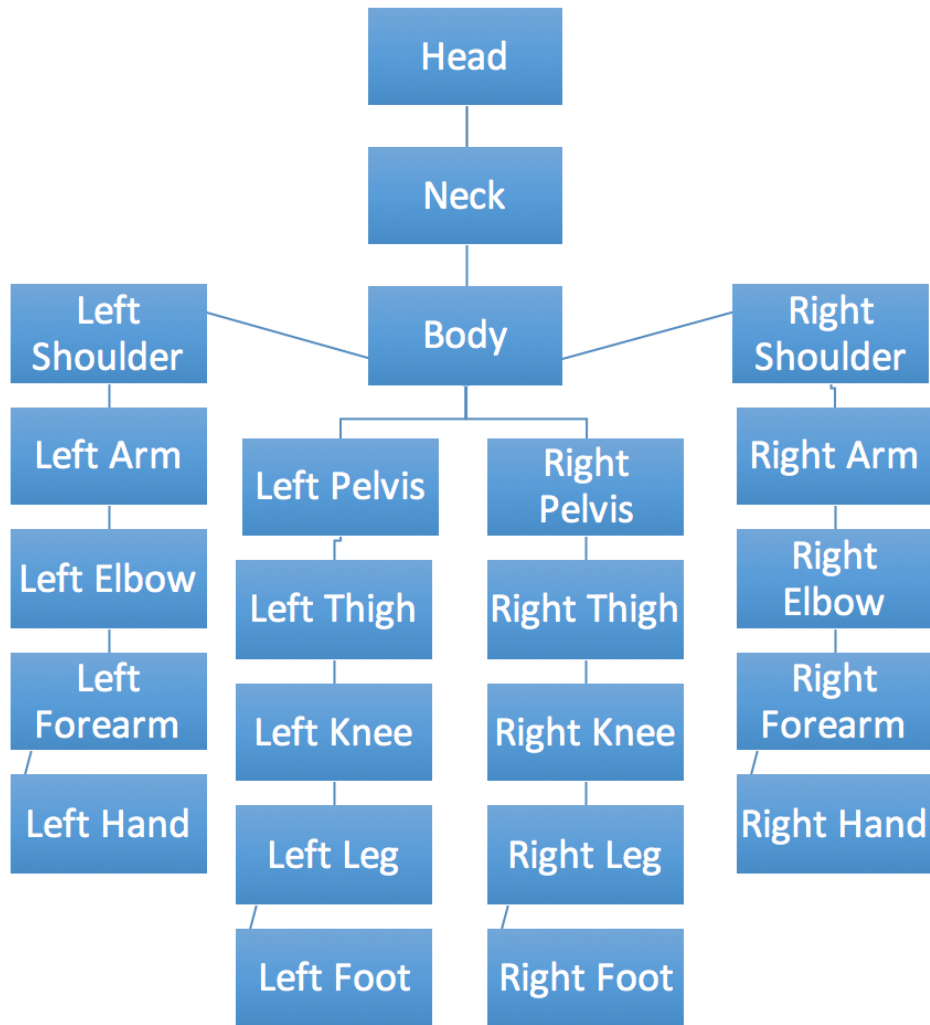 Head
Neck
Body
Left
Shoulder
Left Arm
Left Elbow
Left
Forearm
Left Hand
Left Pelvis
Left Thigh
Left Knee
Left Leg
Left Foot
Right
Pelvis
Right Thigh
Right Knee
Right Leg
Right Foot
Right
Shoulder
Right Arm
Right
Elbow
Right
Forearm
Right Hand